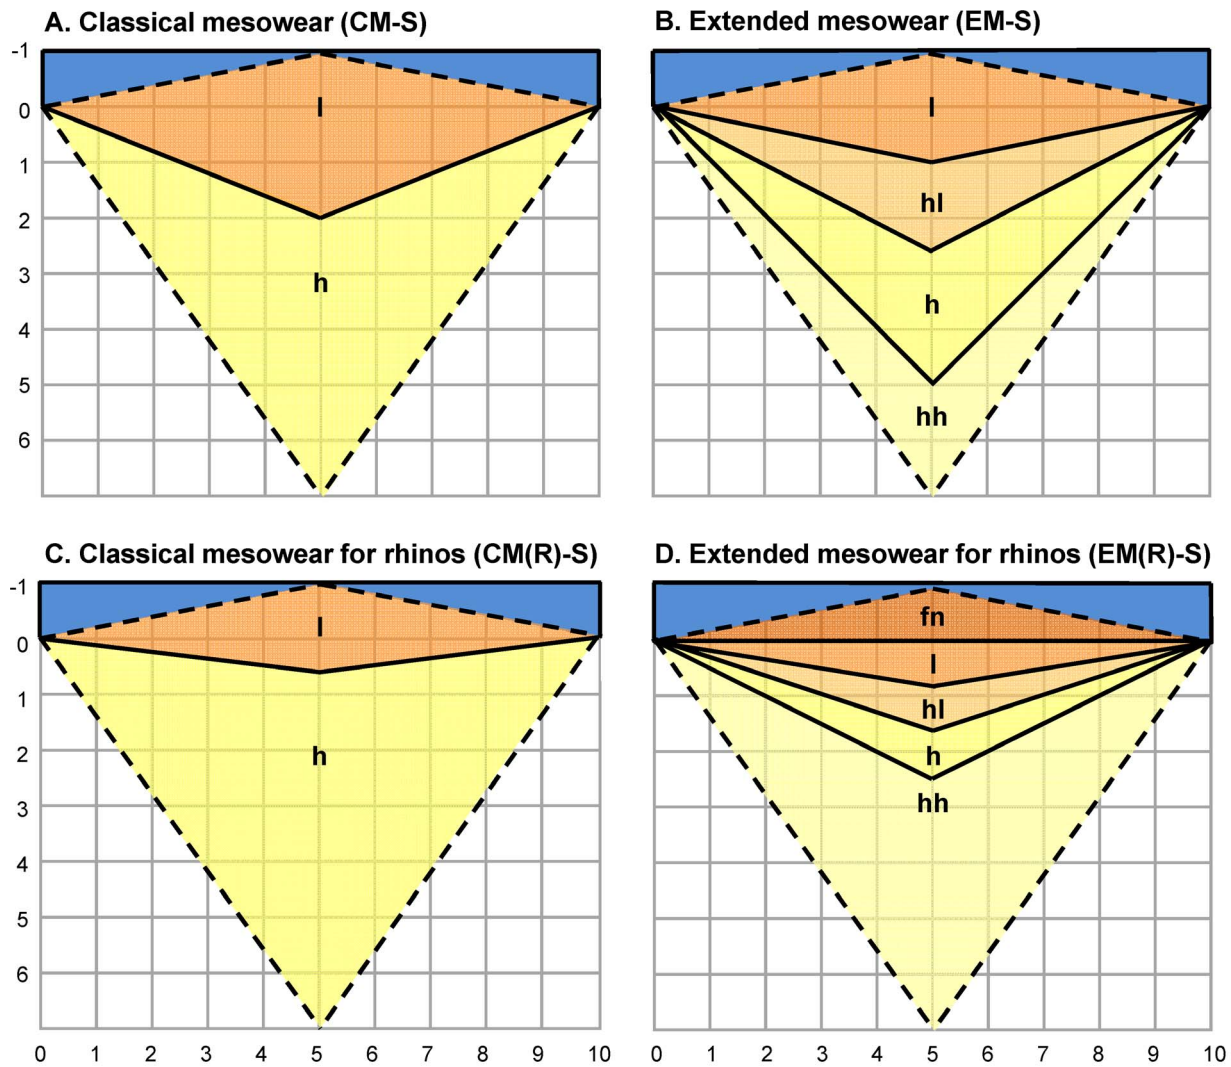 A. Classical mesowear (CM-S)
B. Extended mesowear (EM-S)
-1
0
1
2
3
4
5
6
l
h
l
hl
h
hh
C. Classical mesowear for rhinos (CM(R)-S)
D. Extended mesowear for rhinos (EM(R)-S)
-1
0
1
2
3
4
5
6
l
h
fn
l
hl
h
hh
0 1 2 3 4 5 6 7 8 9 10
0 1 2 3 4 5 6 7 8 9 10